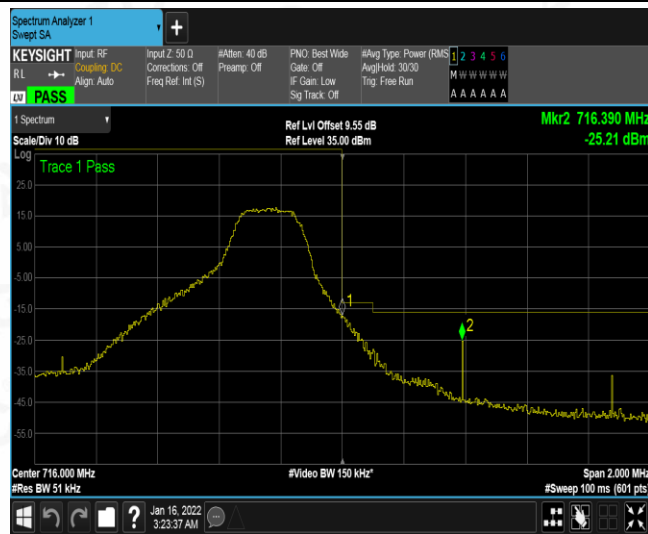 Spectrum Analyzer 1
Swept SA
+
KEYSIGHT
RL
LXI PASS
Input: RF
Coupling: DC
Align: Auto
Input Z: 50 Ω
Corrections: Off
Freq Ref: Int (S)
#Atten: 40 dB
Preamp: Off
PNO: Best Wide
Gate: Off
IF Gain: Low
Sig Track: Off
#Avg Type: Power (RMS
Avg|Hold: 30/30
Trig: Free Run
1 2 3 4 5 6
M W W W W W
A A A A A A
1 Spectrum
Scale/Div 10 dB
Ref Lvl Offset 9.55 dB
Ref Level 35.00 dBm
Mkr2 716.390 MHz
-25.21 dBm
Log
Trace 1 Pass
25.0
15.0
5.00
-5.00
-15.0
-25.0
-35.0
-45.0
-55.0
1
2
Center 716.000 MHz
#Res BW 51 kHz
#Video BW 150 kHz*
Span 2.000 MHz
#Sweep 100 ms (601 pts)
?
Jan 16, 2022
3:23:37 AM